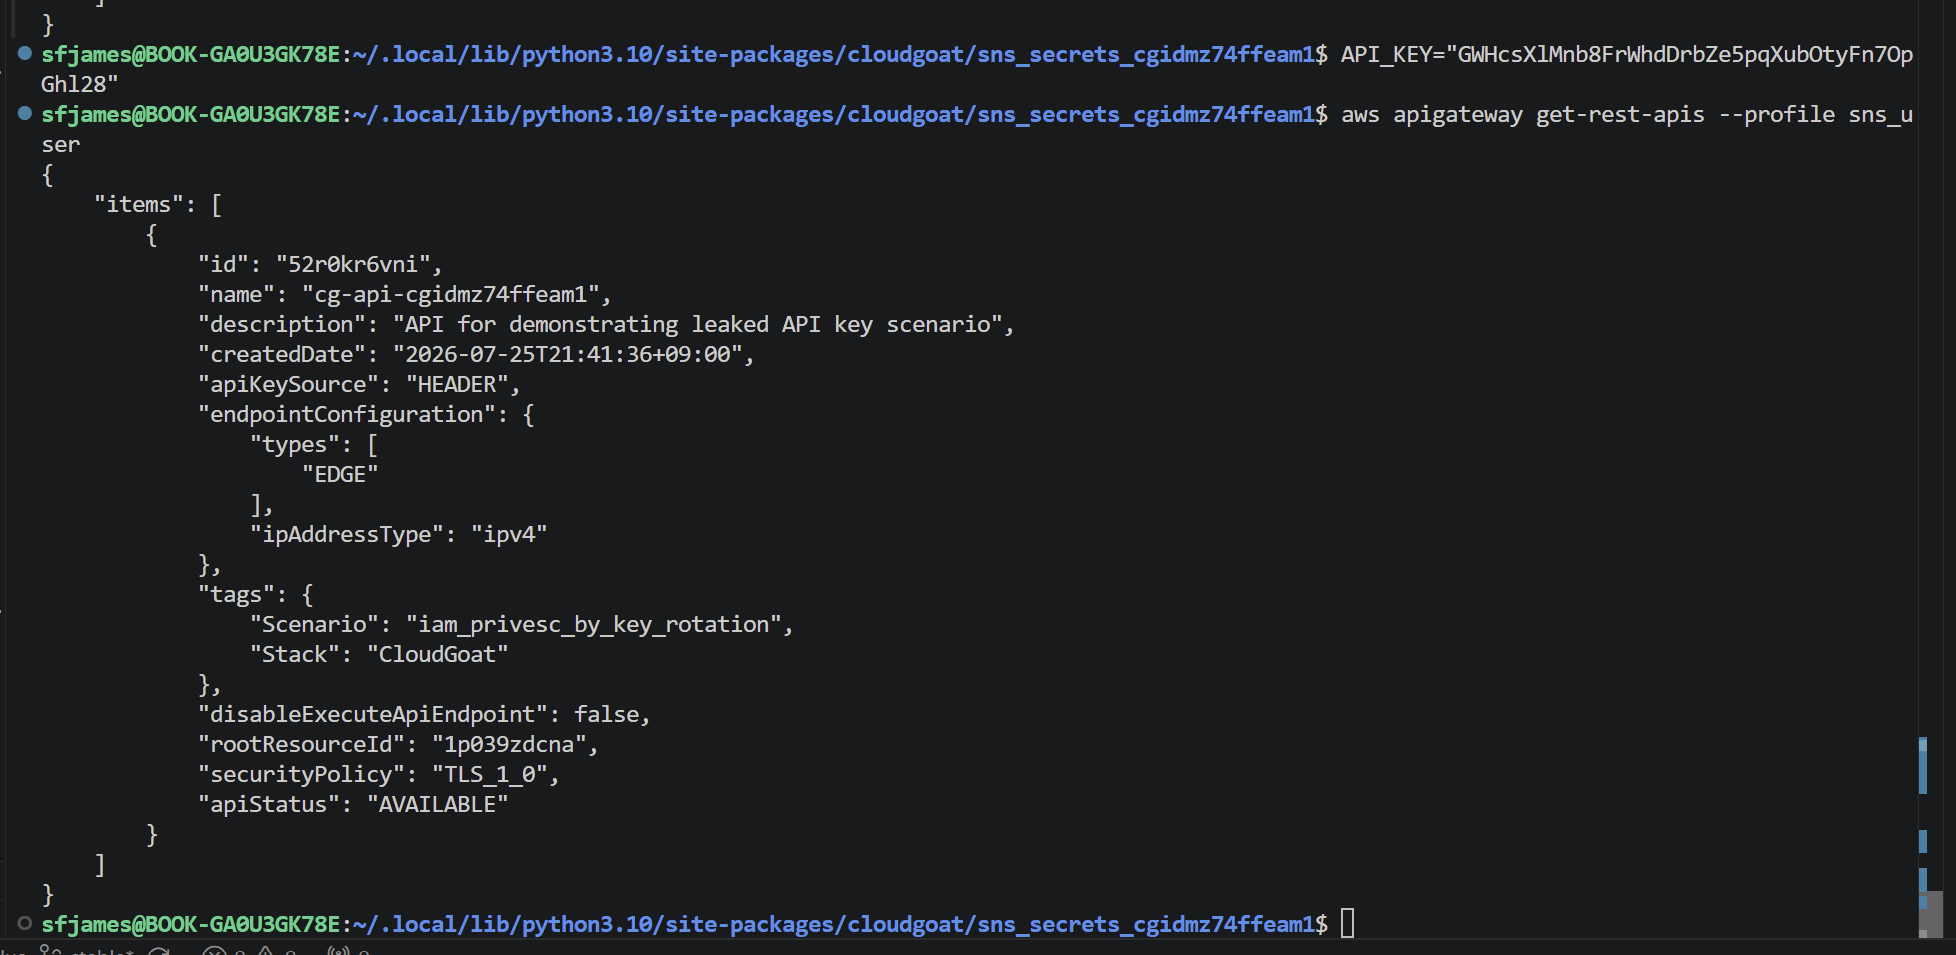 ]
}
sfjames@BOOK-GA0U3GK78E:~/.local/lib/python3.10/site-packages/cloudgoat/sns_secrets_cgidmz74ffeam1$ API_KEY="GWHcsXlMnb8FrWhdDrbZe5pqXubOtyFn7Op
Ghl28"
sfjames@BOOK-GA0U3GK78E:~/.local/lib/python3.10/site-packages/cloudgoat/sns_secrets_cgidmz74ffeam1$ aws apigateway get-rest-apis --profile sns_u
ser
{
    "items": [
        {
            "id": "52r0kr6vni",
            "name": "cg-api-cgidmz74ffeam1",
            "description": "API for demonstrating leaked API key scenario",
            "createdDate": "2026-07-25T21:41:36+09:00",
            "apiKeySource": "HEADER",
            "endpointConfiguration": {
                "types": [
                    "EDGE"
                ],
                "ipAddressType": "ipv4"
            },
            "tags": {
                "Scenario": "iam_privesc_by_key_rotation",
                "Stack": "CloudGoat"
            },
            "disableExecuteApiEndpoint": false,
            "rootResourceId": "1p039zdcna",
            "securityPolicy": "TLS_1_0",
            "apiStatus": "AVAILABLE"
        }
    ]
}
sfjames@BOOK-GA0U3GK78E:~/.local/lib/python3.10/site-packages/cloudgoat/sns_secrets_cgidmz74ffeam1$